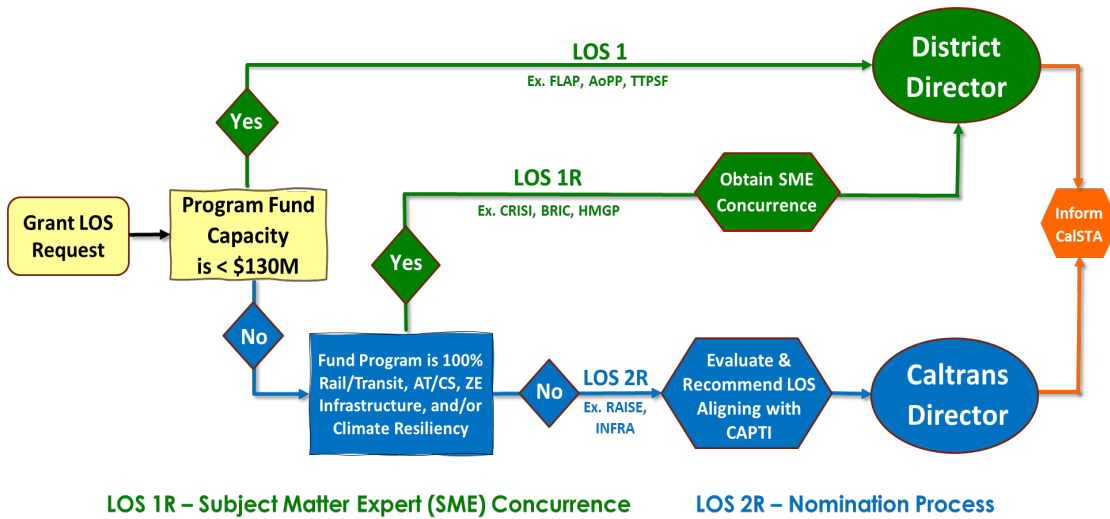 LOS 1
Ex. FLAP, AoPP, TTPSF
District
Director
Yes
Grant LOS
Request
Program Fund
Capacity
is < $130M
LOS 1R
Ex. CRISI, BRIC, HMGP
Obtain SME
Concurrence
Inform
CalSTA
Yes
No
Fund Program is 100%
Rail/Transit, AT/CS, ZE
Infrastructure, and/or
Climate Resiliency
No
LOS 2R
Ex. RAISE,
INFRA
Evaluate &
Recommend LOS
Aligning with
CAPTI
Caltrans
Director
LOS 1R – Subject Matter Expert (SME) Concurrence
LOS 2R – Nomination Process